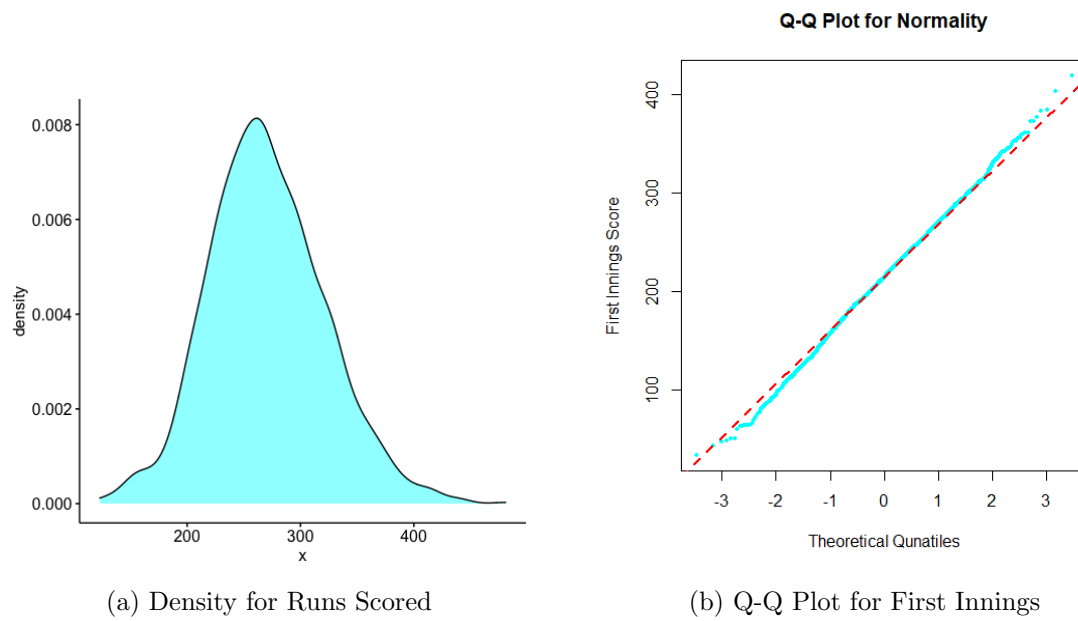 0.008
0.006
0.004
0.002
0.000
density
200 300 400
x
(a) Density for Runs Scored
Q-Q Plot for Normality
400
300
200
100
First Innings Score
-3 -2 -1 0 1 2 3
Theoretical Qunatiles
(b) Q-Q Plot for First Innings